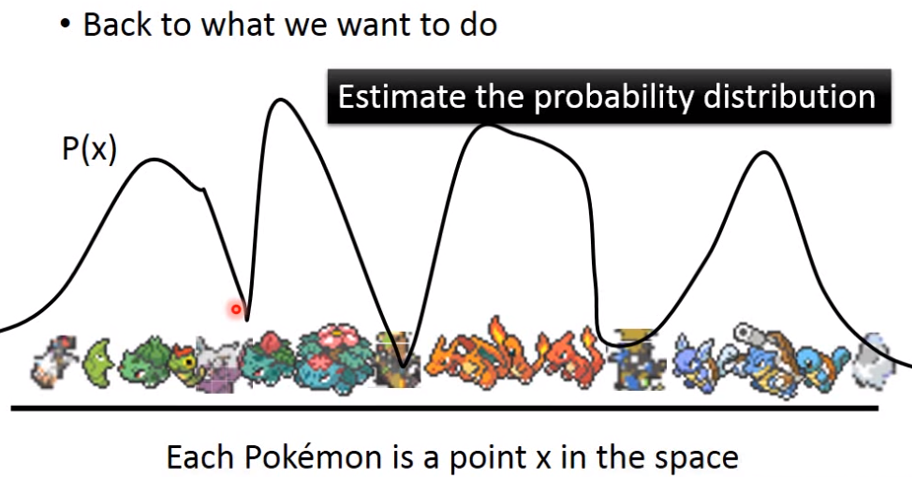 • Back to what we want to do
Estimate the probability distribution
P(x)
Each Pokémon is a point x in the space